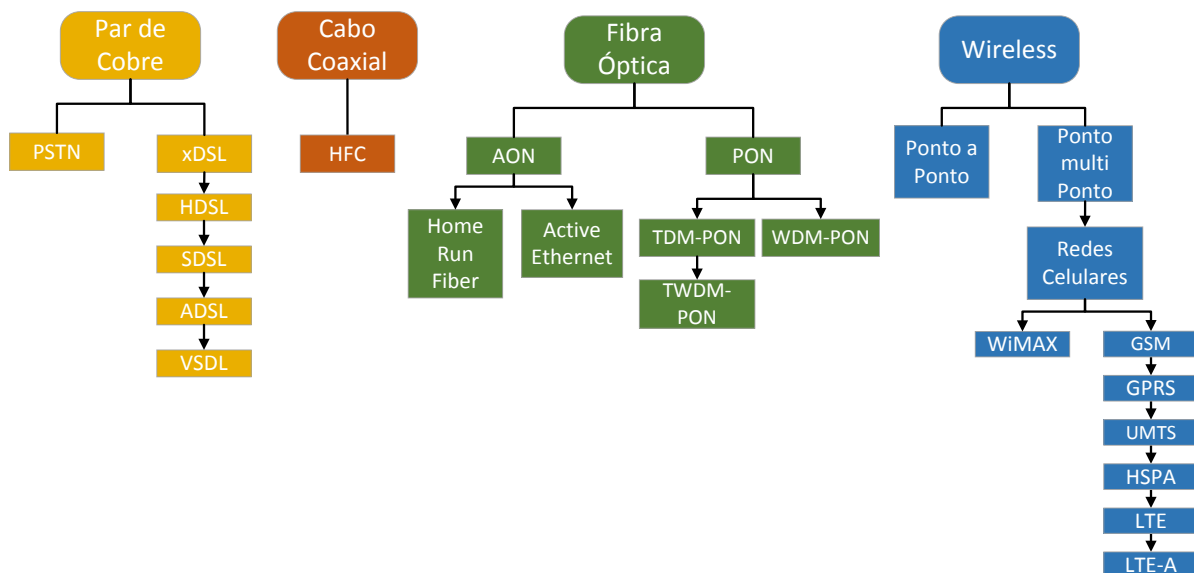 Par de
Cobre
PSTN
xDSL
HDSL
SDSL
ADSL
VSDL
Cabo
Coaxial
HFC
Fibra
Óptica
AON
Home
Run
Fiber
Active
Ethernet
PON
TDM-PON
TWDM-
PON
WDM-PON
Wireless
Ponto a
Ponto
Ponto
multi
Ponto
Redes
Celulares
WiMAX
GSM
GPRS
UMTS
HSPA
LTE
LTE-A